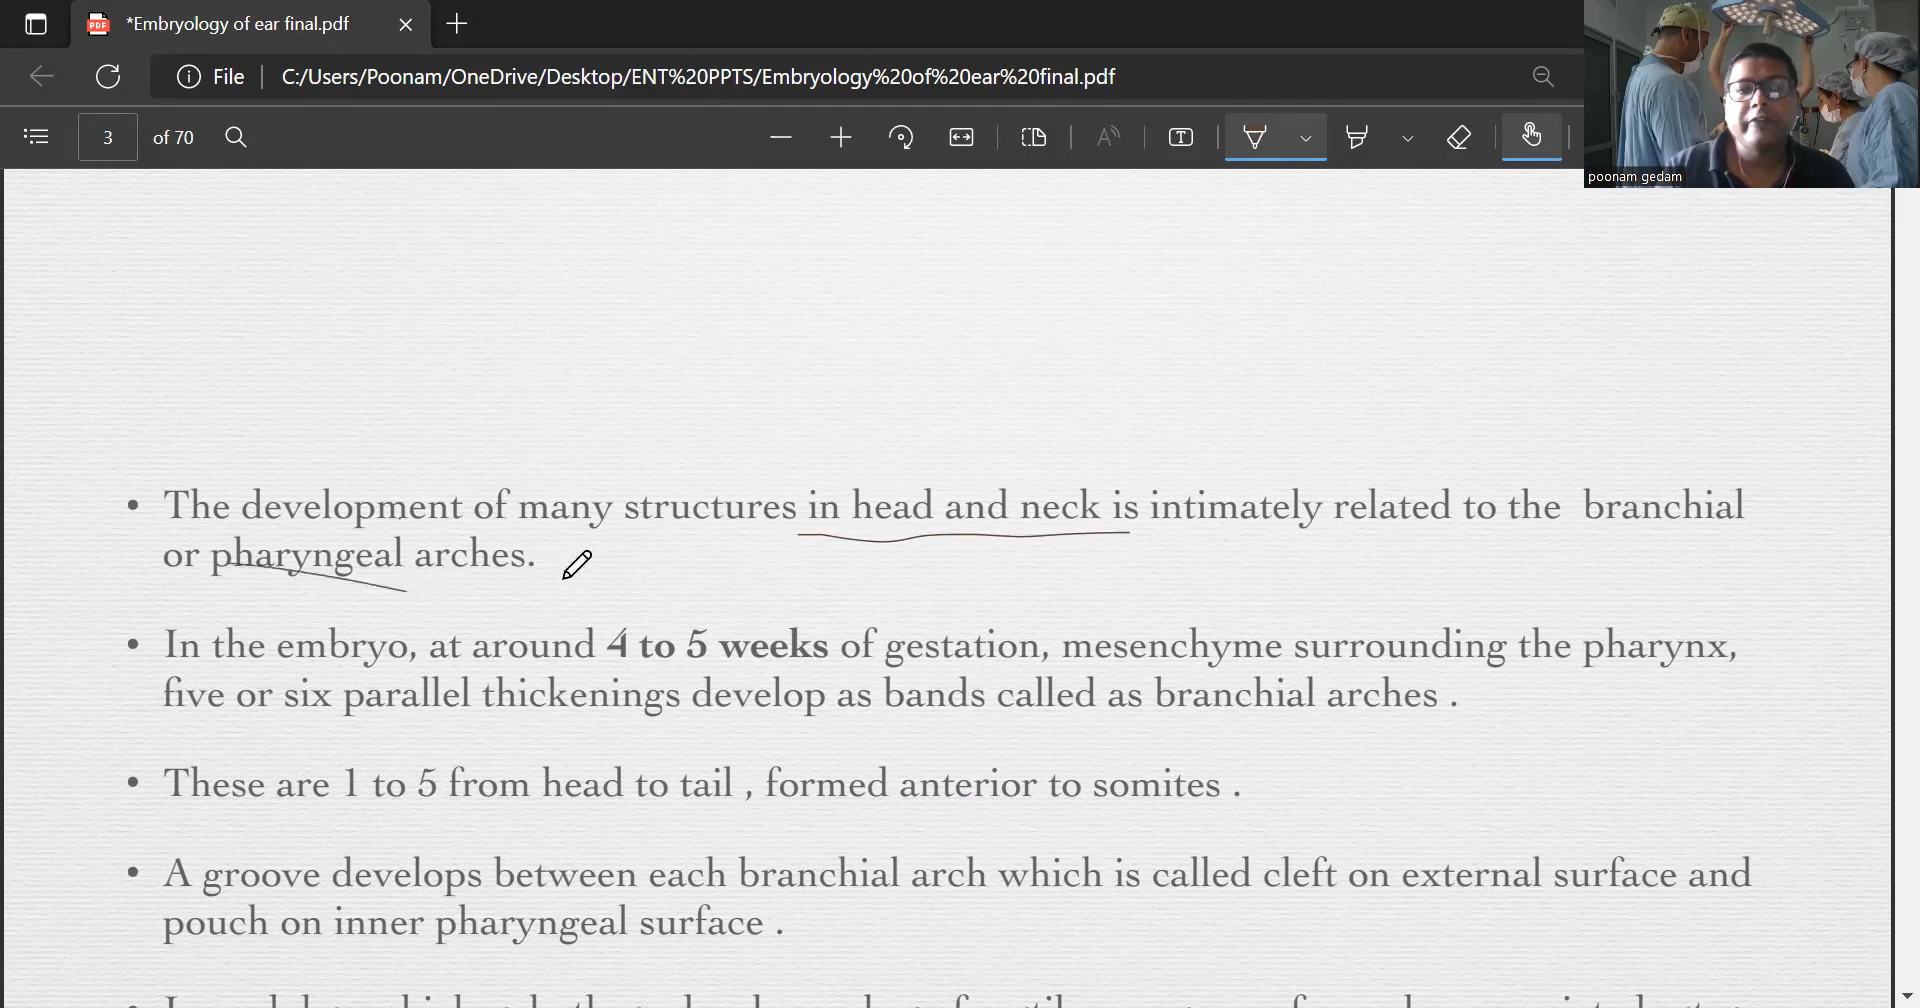 *Embryology of ear final.pdf
File
C:/Users/Poonam/OneDrive/Desktop/ENT%20PPTS/Embryology%20of%20ear%20final.pdf
3 of 70
poonam gedam
• The development of many structures in head and neck is intimately related to the branchial
or pharyngeal arches.
• In the embryo, at around 4 to 5 weeks of gestation, mesenchyme surrounding the pharynx,
five or six parallel thickenings develop as bands called as branchial arches .
• These are 1 to 5 from head to tail , formed anterior to somites .
• A groove develops between each branchial arch which is called cleft on external surface and
pouch on inner pharyngeal surface .